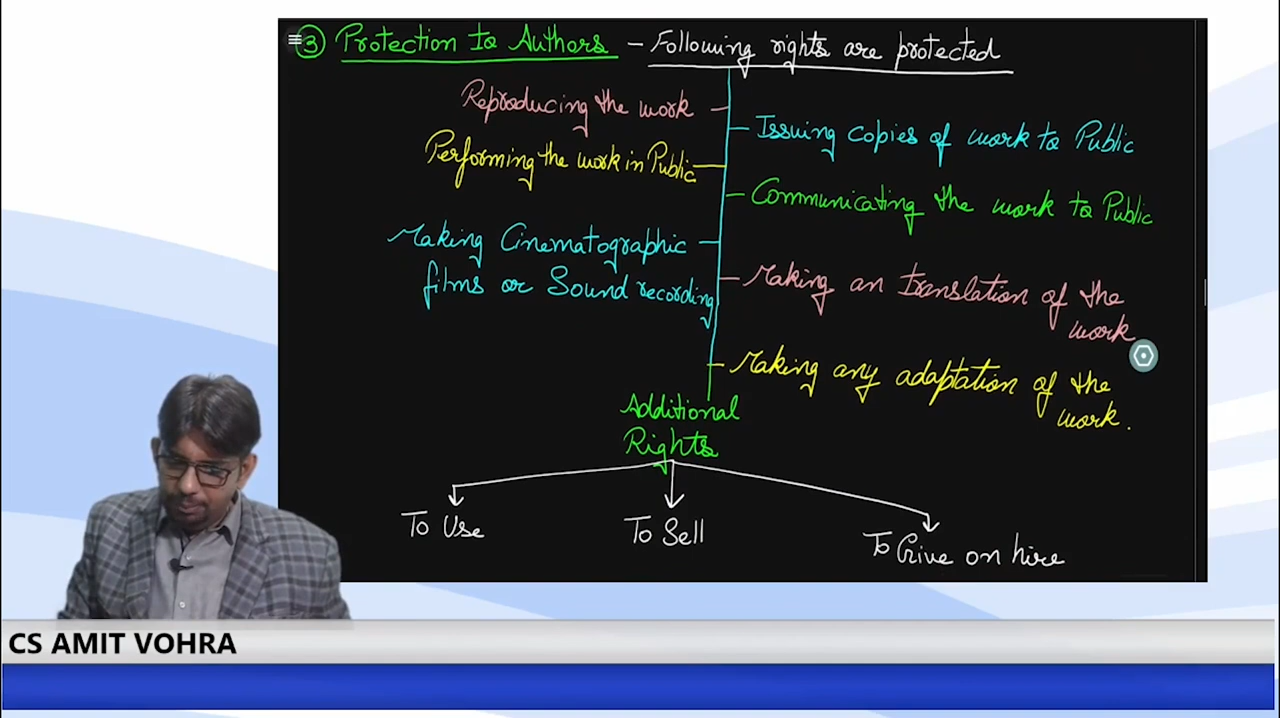 ③ Protection to Authors - Following rights are protected
Reproducing the work
Issuing copies of work to Public
Performing the work in Public
Communicating the work to Public
Making Cinematographic
films or Sound recording
Making an translation of the
work
Making any adaptation of the
work.
Additional
Rights
To Use
To Sell
To Give on hire
CS AMIT VOHRA